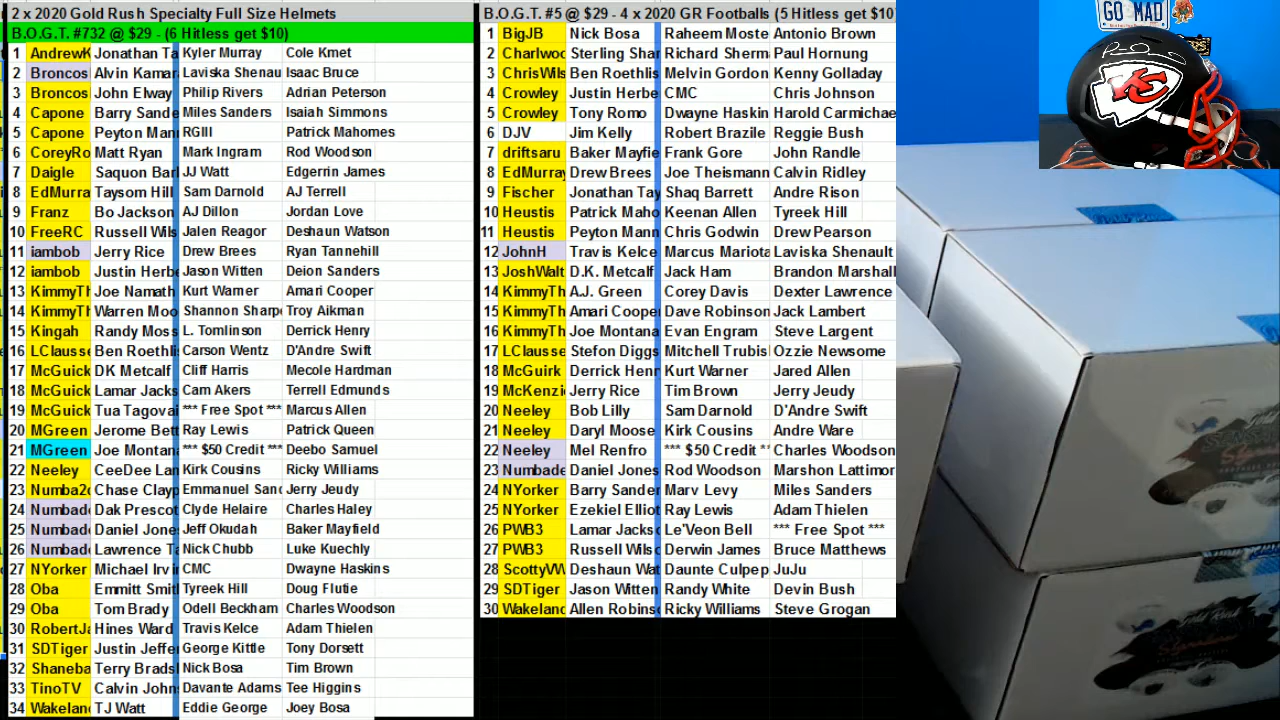 2 x 2020 Gold Rush Specialty Full Size Helmets
B.O.G.T. #732 @ $29 - (6 Hitless get $10)
1 AndrewK Jonathan Ta Kyler Murray Cole Kmet
2 Broncos Alvin Kamar Laviska Shenau Isaac Bruce
3 Broncos John Elway Philip Rivers Adrian Peterson
4 Capone Barry Sande Miles Sanders Isaiah Simmons
5 Capone Peyton Man RGIII Patrick Mahomes
6 CoreyRo Matt Ryan Mark Ingram Rod Woodson
7 Daigle Saquon Bar JJ Watt Edgerrin James
8 EdMurra Taysom Hill Sam Darnold AJ Terrell
9 Franz Bo Jackson AJ Dillon Jordan Love
10 FreeRC Russell Wils Jalen Reagor Deshaun Watson
11 iambob Jerry Rice Drew Brees Ryan Tannehill
12 iambob Justin Herbe Jason Witten Deion Sanders
13 KimmyTh Joe Namath Kurt Warner Amari Cooper
14 KimmyTh Warren Moo Shannon Sharpe Troy Aikman
15 Kingah Randy Moss L. Tomlinson Derrick Henry
16 LClausse Ben Roethli Carson Wentz D'Andre Swift
17 McGuick DK Metcalf Cliff Harris Mecole Hardman
18 McGuick Lamar Jacks Cam Akers Terrell Edmunds
19 McGuick Tua Tagovai *** Free Spot *** Marcus Allen
20 MGreen Jerome Bett Ray Lewis Patrick Queen
21 MGreen Joe Montan *** $50 Credit *** Deebo Samuel
22 Neeley CeeDee Lan Kirk Cousins Ricky Williams
23 Numba2c Chase Clayp Emmanuel Sand Jerry Jeudy
24 Numbade Dak Prescot Clyde Helaire Charles Haley
25 Numbade Daniel Jone Jeff Okudah Baker Mayfield
26 Numbade Lawrence Ta Nick Chubb Luke Kuechly
27 NYorker Michael Irvi CMC Dwayne Haskins
28 Oba Emmitt Smit Tyreek Hill Doug Flutie
29 Oba Tom Brady Odell Beckham Charles Woodson
30 RobertJa Hines Ward Travis Kelce Adam Thielen
31 SDTiger Justin Jeffe George Kittle Tony Dorsett
32 Shaneba Terry Brads Nick Bosa Tim Brown
33 TinoTV Calvin John Davante Adams Tee Higgins
34 Wakelan TJ Watt Eddie George Joey Bosa
B.O.G.T. #5 @ $29 - 4 x 2020 GR Footballs (5 Hitless get $10
1 BigJB Nick Bosa Raheem Moste Antonio Brown
2 Charlwoo Sterling Shar Richard Sherm Paul Hornung
3 ChrisWils Ben Roethlis Melvin Gordon Kenny Golladay
4 Crowley Justin Herbe CMC Chris Johnson
5 Crowley Tony Romo Dwayne Haskin Harold Carmichae
6 DJV Jim Kelly Robert Brazile Reggie Bush
7 driftsaru Baker Mayfie Frank Gore John Randle
8 EdMurray Drew Brees Joe Theismann Calvin Ridley
9 Fischer Jonathan Tay Shaq Barrett Andre Rison
10 Heustis Patrick Maho Keenan Allen Tyreek Hill
11 Heustis Peyton Mann Chris Godwin Drew Pearson
12 JohnH Travis Kelce Marcus Mariota Laviska Shenault
13 JoshWalt D.K. Metcalf Jack Ham Brandon Marshall
14 KimmyTh A.J. Green Corey Davis Dexter Lawrence
15 KimmyTh Amari Cooper Dave Robinson Jack Lambert
16 KimmyTh Joe Montana Evan Engram Steve Largent
17 LClausse Stefon Diggs Mitchell Trubis Ozzie Newsome
18 McGuirk Derrick Henr Kurt Warner Jared Allen
19 McKenzi Jerry Rice Tim Brown Jerry Jeudy
20 Neeley Bob Lilly Sam Darnold D'Andre Swift
21 Neeley Daryl Moose Kirk Cousins Andre Ware
22 Neeley Mel Renfro *** $50 Credit ** Charles Woodson
23 Numbade Daniel Jones Rod Woodson Marshon Lattimor
24 NYorker Barry Sander Marv Levy Miles Sanders
25 NYorker Ezekiel Elliot Ray Lewis Adam Thielen
26 PWB3 Lamar Jackso Le'Veon Bell *** Free Spot ***
27 PWB3 Russell Wilso Derwin James Bruce Matthews
28 ScottyW Deshaun Wat Daunte Culpep JuJu
29 SDTiger Jason Witten Randy White Devin Bush
30 Wakeland Allen Robins Ricky Williams Steve Grogan
GO MAD
KC
Gold Rush